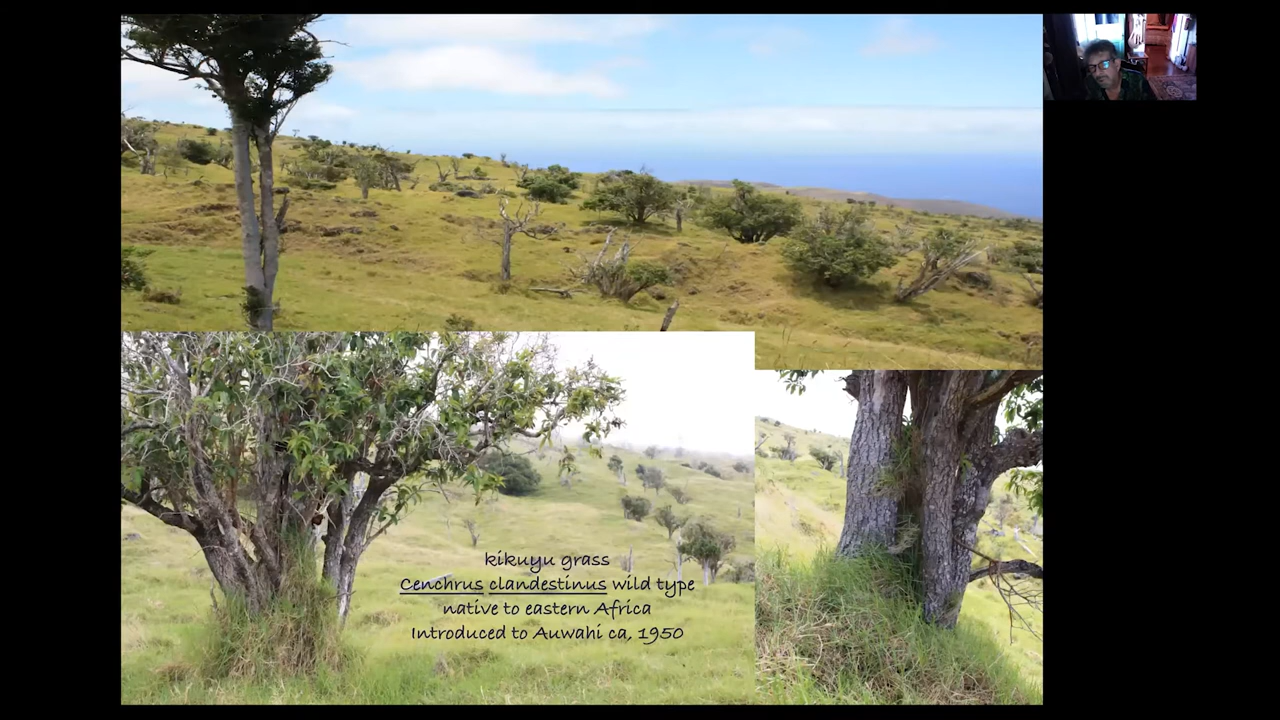 kikuyu grass
Cenchrus clandestinus wild type
native to eastern Africa
Introduced to Auwahi ca, 1950